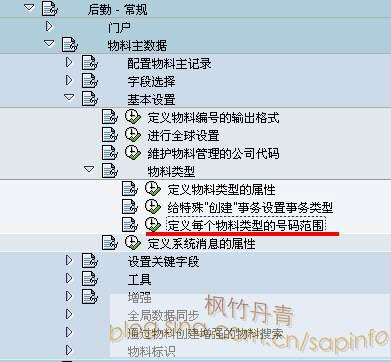 后勤 - 常规
门户
物料主数据
配置物料主记录
字段选择
基本设置
定义物料编号的输出格式
进行全球设置
维护物料管理的公司代码
物料类型
定义物料类型的属性
给特殊"创建"事务设置事务类型
定义每个物料类型的号码范围
定义系统消息的属性
设置关键字段
工具
增强
全局数据同步
通过物料创建增强的物料搜索
物料标识
枫竹丹青
blog.sina.com.cn/sapinfo